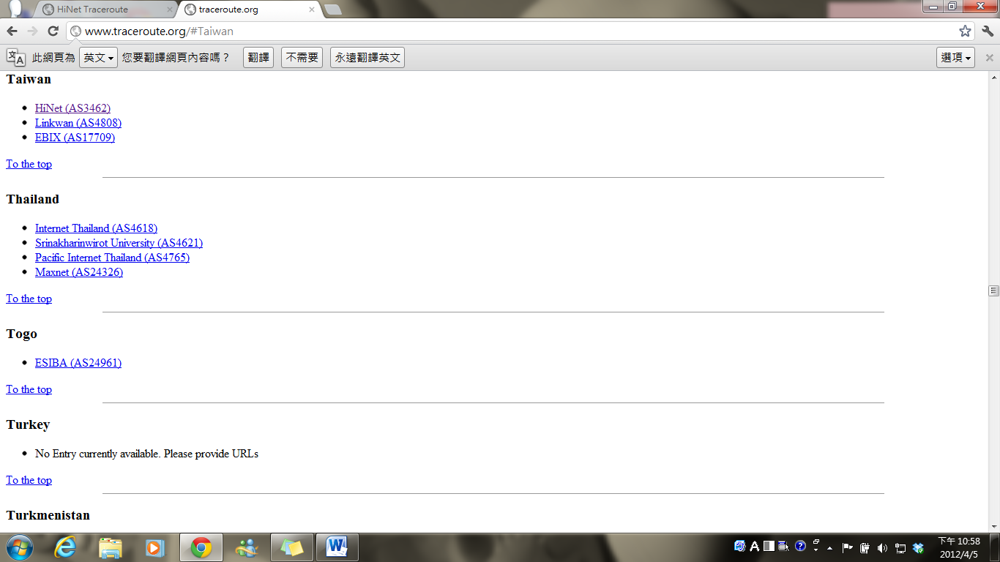 HiNet Traceroute
traceroute.org
www.traceroute.org/#Taiwan
此網頁為 英文 您要翻譯網頁內容嗎？ 翻譯 不需要 永遠翻譯英文 選項
Taiwan
HiNet (AS3462)
Linkwan (AS4808)
EBIX (AS17709)
To the top
Thailand
Internet Thailand (AS4618)
Srinakharinwirot University (AS4621)
Pacific Internet Thailand (AS4765)
Maxnet (AS24326)
To the top
Togo
ESIBA (AS24961)
To the top
Turkey
No Entry currently available. Please provide URLs
To the top
Turkmenistan
A
下午 10:58
2012/4/5